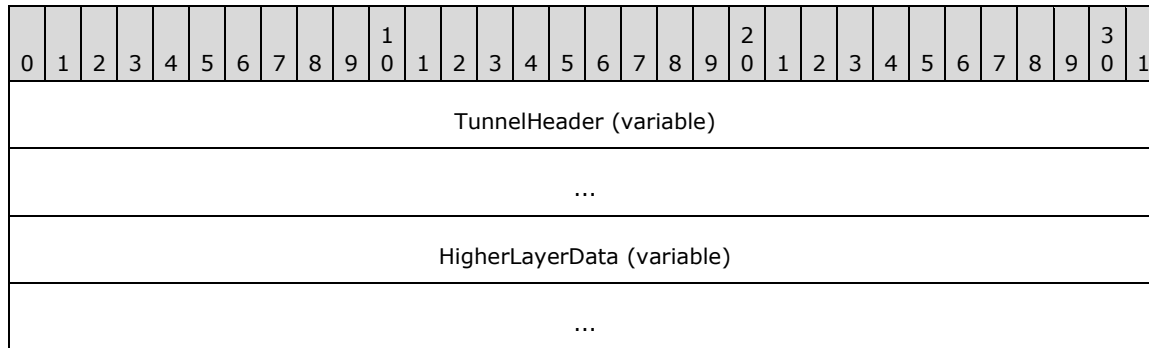 0 1 2 3 4 5 6 7 8 9 1 0 1 2 3 4 5 6 7 8 9 2 0 1 2 3 4 5 6 7 8 9 3 0 1
TunnelHeader (variable)
...
HigherLayerData (variable)
...